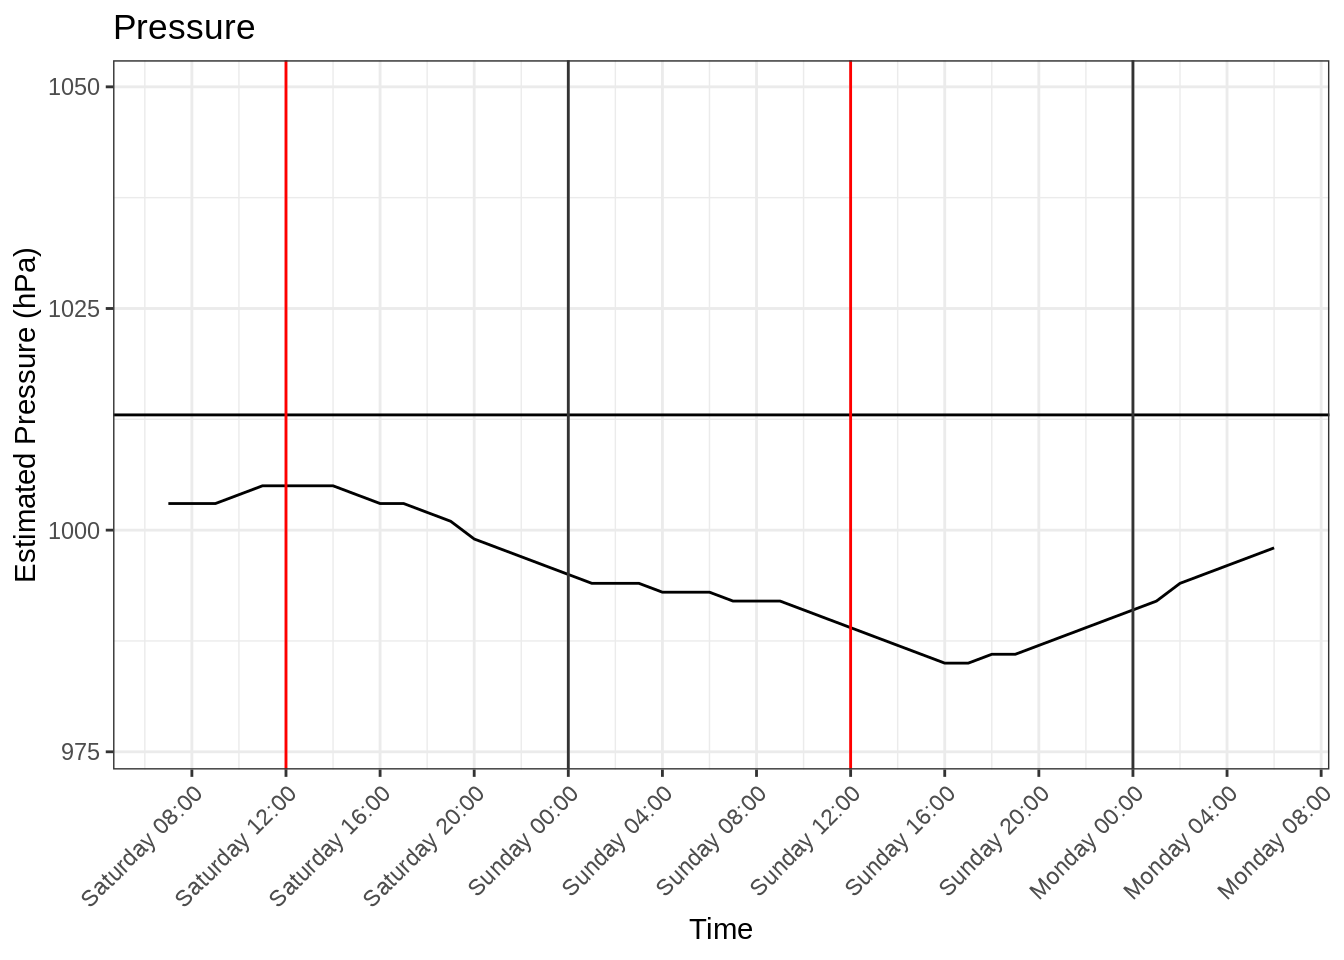 Pressure
Estimated Pressure (hPa)
1050
1025
1000
975
Saturday 08:00
Saturday 12:00
Saturday 16:00
Saturday 20:00
Sunday 00:00
Sunday 04:00
Sunday 08:00
Sunday 12:00
Sunday 16:00
Sunday 20:00
Monday 00:00
Monday 04:00
Monday 08:00
Time